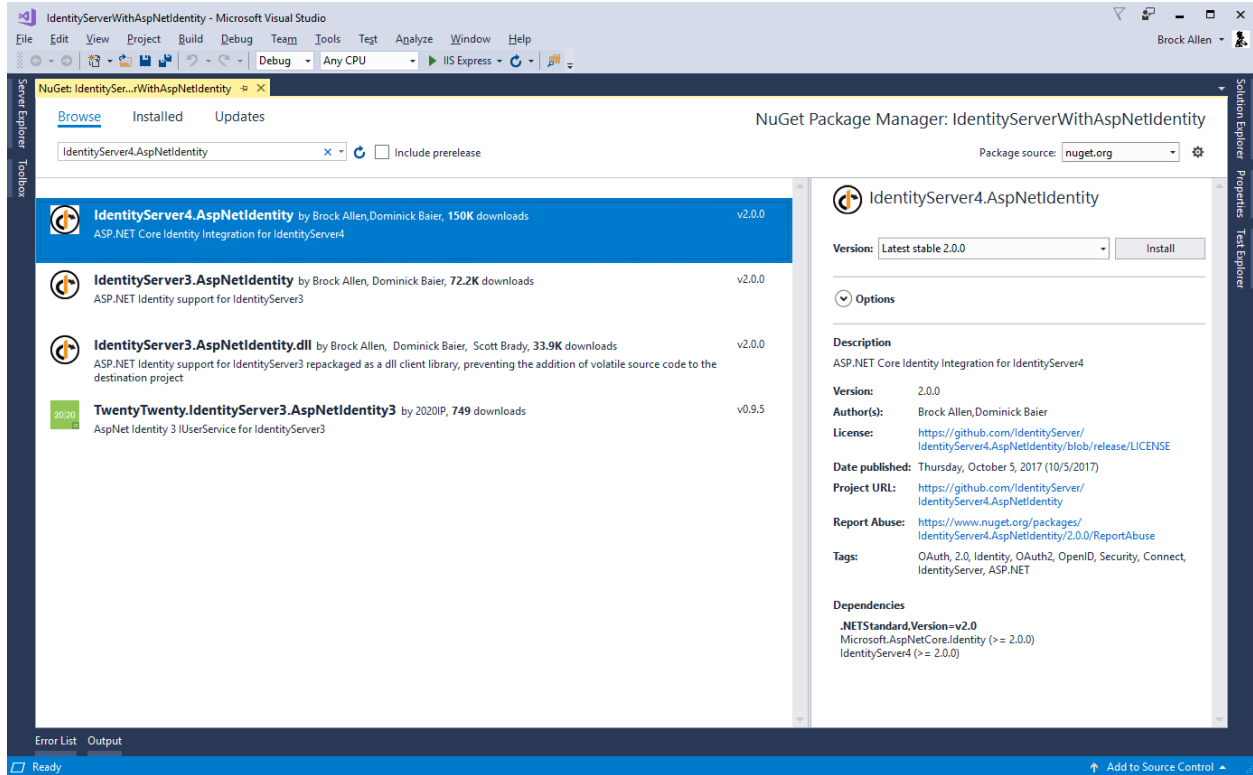 IdentityServerWithAspNetIdentity - Microsoft Visual Studio
File Edit View Project Build Debug Team Tools Test Analyze Window Help
Brock Allen
Debug Any CPU IIS Express
Server Explorer
Toolbox
NuGet: IdentitySer...rWithAspNetIdentity
Browse Installed Updates
NuGet Package Manager: IdentityServerWithAspNetIdentity
IdentityServer4.AspNetIdentity
Include prerelease
Package source: nuget.org
IdentityServer4.AspNetIdentity by Brock Allen,Dominick Baier, 150K downloads v2.0.0
ASP.NET Core Identity Integration for IdentityServer4
IdentityServer3.AspNetIdentity by Brock Allen, Dominick Baier, 72.2K downloads v2.0.0
ASP.NET Identity support for IdentityServer3
IdentityServer3.AspNetIdentity.dll by Brock Allen, Dominick Baier, Scott Brady, 33.9K downloads v2.0.0
ASP.NET Identity support for IdentityServer3 repackaged as a dll client library, preventing the addition of volatile source code to the
destination project
20|20
TwentyTwenty.IdentityServer3.AspNetIdentity3 by 2020IP, 749 downloads v0.9.5
AspNet Identity 3 IUserService for IdentityServer3
IdentityServer4.AspNetIdentity
Version: Latest stable 2.0.0 Install
Options
Description
ASP.NET Core Identity Integration for IdentityServer4
Version: 2.0.0
Author(s): Brock Allen,Dominick Baier
License: https://github.com/IdentityServer/
IdentityServer4.AspNetIdentity/blob/release/LICENSE
Date published: Thursday, October 5, 2017 (10/5/2017)
Project URL: https://github.com/IdentityServer/
IdentityServer4.AspNetIdentity
Report Abuse: https://www.nuget.org/packages/
IdentityServer4.AspNetIdentity/2.0.0/ReportAbuse
Tags: OAuth, 2.0, Identity, OAuth2, OpenID, Security, Connect,
IdentityServer, ASP.NET
Dependencies
.NETStandard,Version=v2.0
Microsoft.AspNetCore.Identity (>= 2.0.0)
IdentityServer4 (>= 2.0.0)
Solution Explorer
Properties
Test Explorer
Error List Output
Ready
Add to Source Control